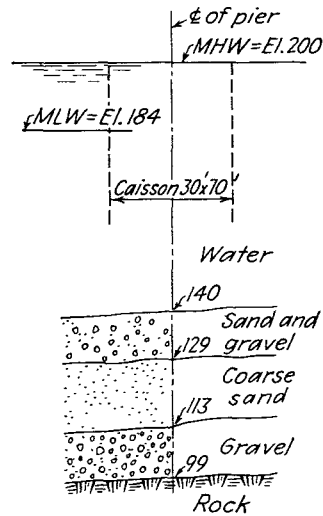 ℄ of pier
MHW=El.200
MLW=El.184
Caisson 30'x70'
Water
140
Sand and
gravel
129
Coarse
sand
113
Gravel
99
Rock